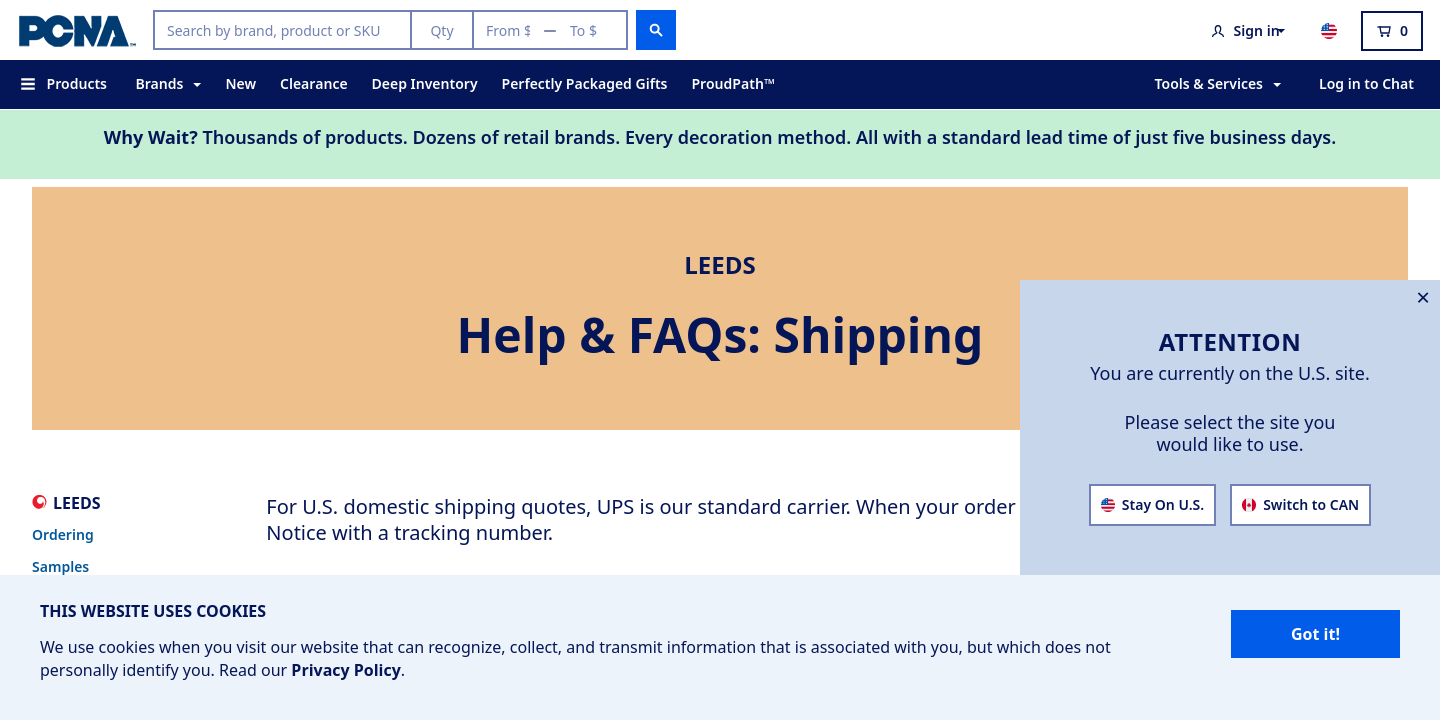 PCNA™
Search by brand, product or SKU
Qty
From $
To $
Sign in
0
Products
Brands
New
Clearance
Deep Inventory
Perfectly Packaged Gifts
ProudPath™
Tools & Services
Log in to Chat
Why Wait? Thousands of products. Dozens of retail brands. Every decoration method. All with a standard lead time of just five business days.
LEEDS
Help & FAQs: Shipping
ATTENTION
You are currently on the U.S. site.
Please select the site you
would like to use.
Stay On U.S.
Switch to CAN
LEEDS
Ordering
Samples
For U.S. domestic shipping quotes, UPS is our standard carrier. When your order
Notice with a tracking number.
THIS WEBSITE USES COOKIES
We use cookies when you visit our website that can recognize, collect, and transmit information that is associated with you, but which does not
personally identify you. Read our Privacy Policy.
Got it!